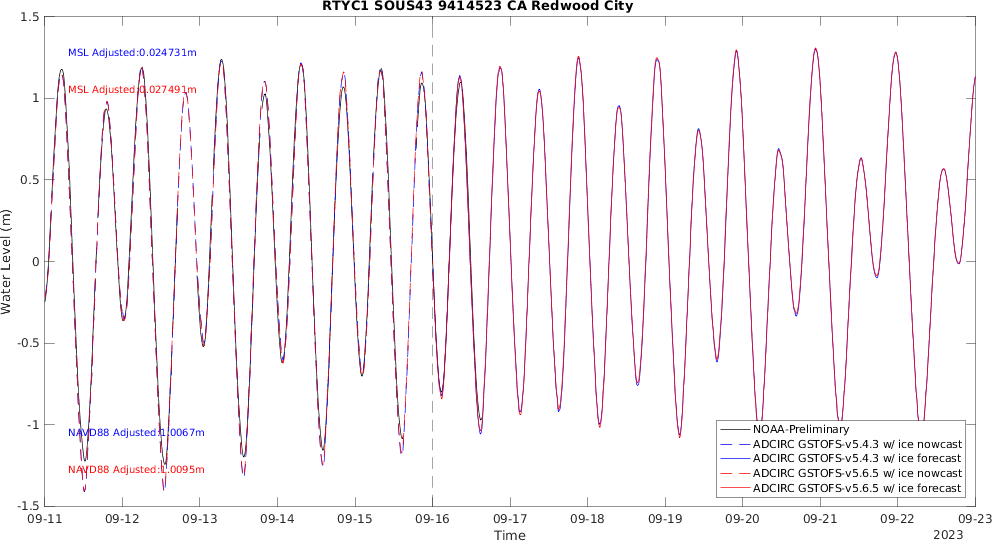 RTYC1 SOUS43 9414523 CA Redwood City
1.5
1
0.5
0
-0.5
-1
-1.5
Water Level (m)
MSL Adjusted:0.024731m
MSL Adjusted:0.027491m
NAVD88 Adjusted:1.0067m
NAVD88 Adjusted:1.0095m
NOAA-Preliminary
ADCIRC GSTOFS-v5.4.3 w/ ice nowcast
ADCIRC GSTOFS-v5.4.3 w/ ice forecast
ADCIRC GSTOFS-v5.6.5 w/ ice nowcast
ADCIRC GSTOFS-v5.6.5 w/ ice forecast
09-11 09-12 09-13 09-14 09-15 09-16 09-17 09-18 09-19 09-20 09-21 09-22 09-23
Time
2023